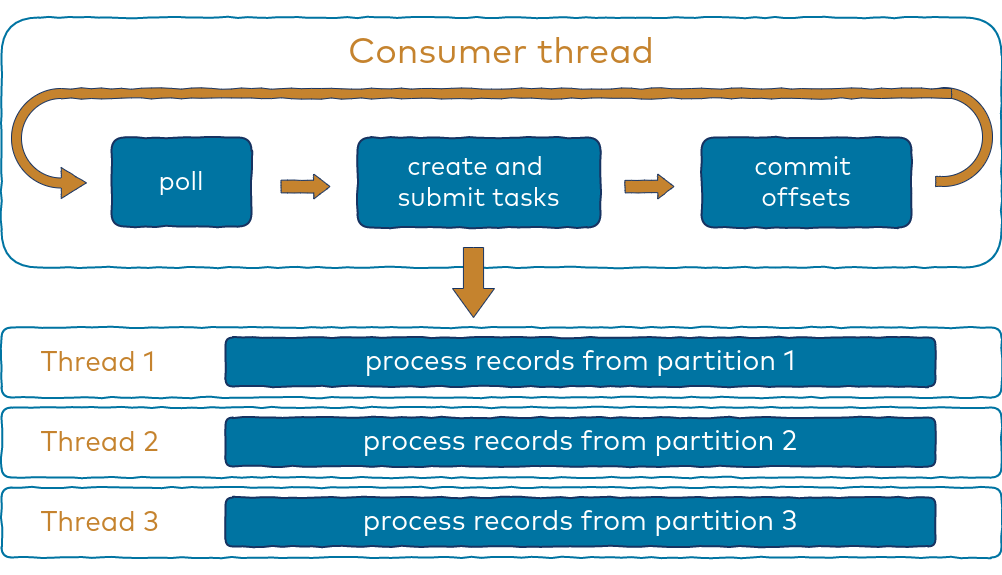 Consumer thread
poll
create and
submit tasks
commit
offsets
Thread 1
process records from partition 1
Thread 2
process records from partition 2
Thread 3
process records from partition 3